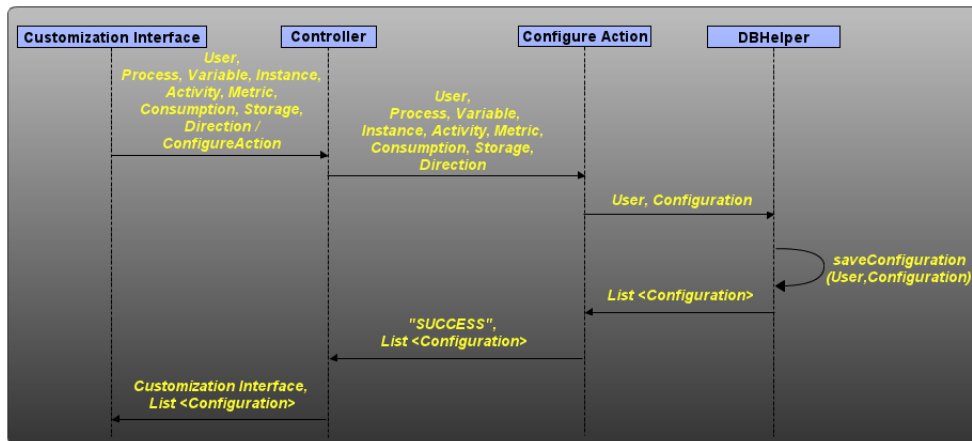 Customization Interface
Controller
Configure Action
DBHelper
User,
Process, Variable, Instance,
Activity, Metric,
Consumption, Storage,
Direction /
ConfigureAction
User,
Process, Variable,
Instance, Activity, Metric,
Consumption, Storage,
Direction
User, Configuration
saveConfiguration
(User,Configuration)
List <Configuration>
"SUCCESS",
List <Configuration>
Customization Interface,
List <Configuration>